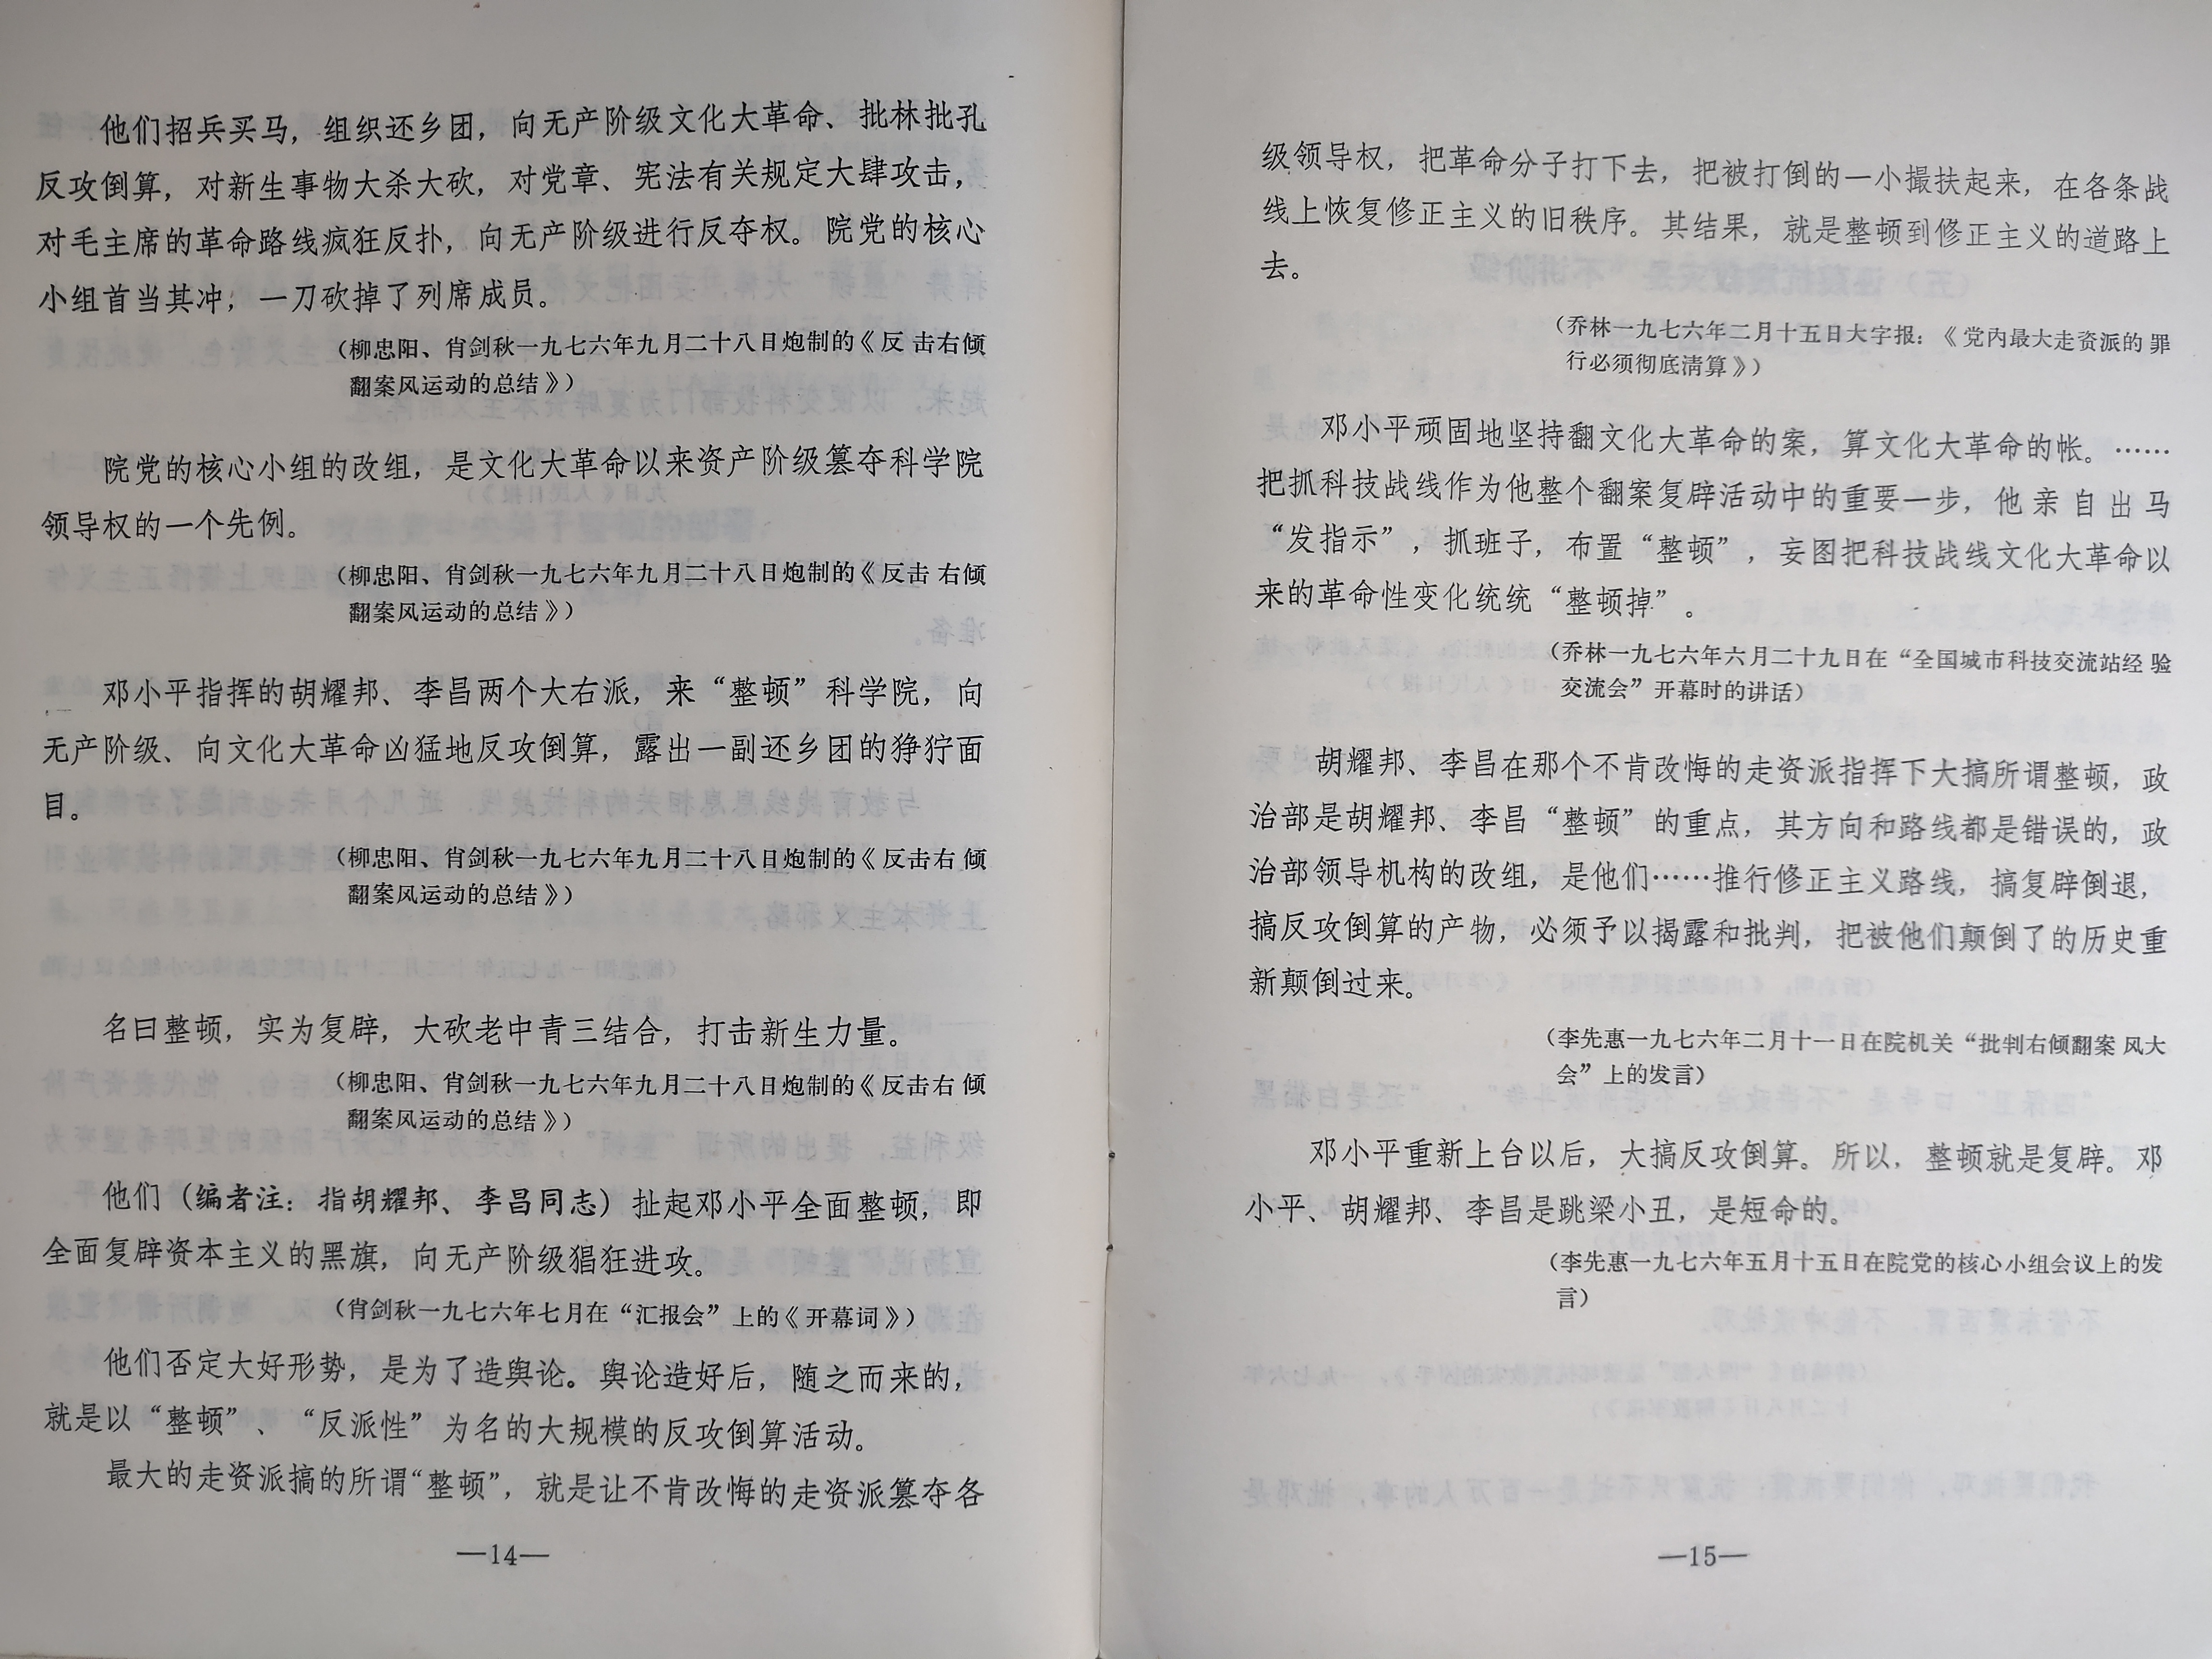 他们招兵买马，组织还乡团，向无产阶级文化大革命、批林批孔
反攻倒算，对新生事物大杀大砍，对党章、宪法有关规定大肆攻击，
对毛主席的革命路线疯狂反扑，向无产阶级进行反夺权。院党的核心
小组首当其冲，一刀砍掉了列席成员。
（柳忠阳、肖剑秋一九七六年九月二十八日炮制的《反击右倾
翻案风运动的总结》）
院党的核心小组的改组，是文化大革命以来资产阶级篡夺科学院
领导权的一个先例。
（柳忠阳、肖剑秋一九七六年九月二十八日炮制的《反击右倾
翻案风运动的总结》）
邓小平指挥的胡耀邦、李昌两个大右派，来“整顿”科学院，向
无产阶级、向文化大革命凶猛地反攻倒算，露出一副还乡团的狰狞面
目。
（柳忠阳、肖剑秋一九七六年九月二十八日炮制的《反击右倾
翻案风运动的总结》）
名曰整顿，实为复辟，大砍老中青三结合，打击新生力量。
（柳忠阳、肖剑秋一九七六年九月二十八日炮制的《反击右倾
翻案风运动的总结》）
他们（编者注：指胡耀邦、李昌同志）扯起邓小平全面整顿，即
全面复辟资本主义的黑旗，向无产阶级猖狂进攻。
（肖剑秋一九七六年七月在“汇报会”上的《开幕词》）
他们否定大好形势，是为了造舆论。舆论造好后，随之而来的，
就是以“整顿”、“反派性”为名的大规模的反攻倒算活动。
最大的走资派搞的所谓“整顿”，就是让不肯改悔的走资派篡夺各
—14—
级领导权，把革命分子打下去，把被打倒的一小撮扶起来，在各条战
线上恢复修正主义的旧秩序。其结果，就是整顿到修正主义的道路上
去。
（乔林一九七六年二月十五日大字报：《党内最大走资派的罪
行必须彻底清算》）
邓小平顽固地坚持翻文化大革命的案，算文化大革命的帐。……
把抓科技战线作为他整个翻案复辟活动中的重要一步，他亲自出马
“发指示”，抓班子，布置“整顿”，妄图把科技战线文化大革命以
来的革命性变化统统“整顿掉”。
（乔林一九七六年六月二十九日在“全国城市科技交流站经验
交流会”开幕时的讲话）
胡耀邦、李昌在那个不肯改悔的走资派指挥下大搞所谓整顿，政
治部是胡耀邦、李昌“整顿”的重点，其方向和路线都是错误的，政
治部领导机构的改组，是他们……推行修正主义路线，搞复辟倒退，
搞反攻倒算的产物，必须予以揭露和批判，把被他们颠倒了的历史重
新颠倒过来。
（李先惠一九七六年二月十一日在院机关“批判右倾翻案风大
会”上的发言）
邓小平重新上台以后，大搞反攻倒算。所以，整顿就是复辟。邓
小平、胡耀邦、李昌是跳梁小丑，是短命的。
（李先惠一九七六年五月十五日在院党的核心小组会议上的发
言）
—15—